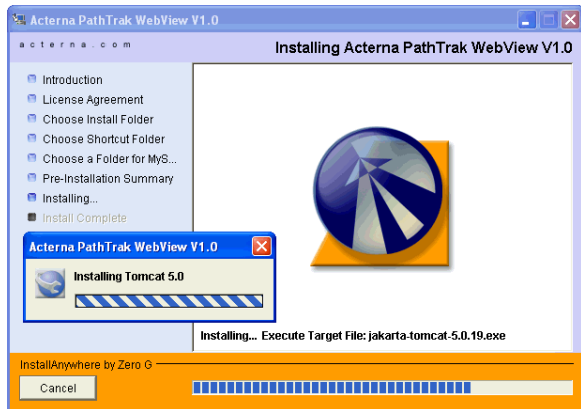 Acterna PathTrak WebView V1.0
acterna.com
Installing Acterna PathTrak WebView V1.0
Introduction
License Agreement
Choose Install Folder
Choose Shortcut Folder
Choose a Folder for MyS...
Pre-Installation Summary
Installing...
Install Complete
Acterna PathTrak WebView V1.0
Installing Tomcat 5.0
Installing... Execute Target File: jakarta-tomcat-5.0.19.exe
InstallAnywhere by Zero G
Cancel